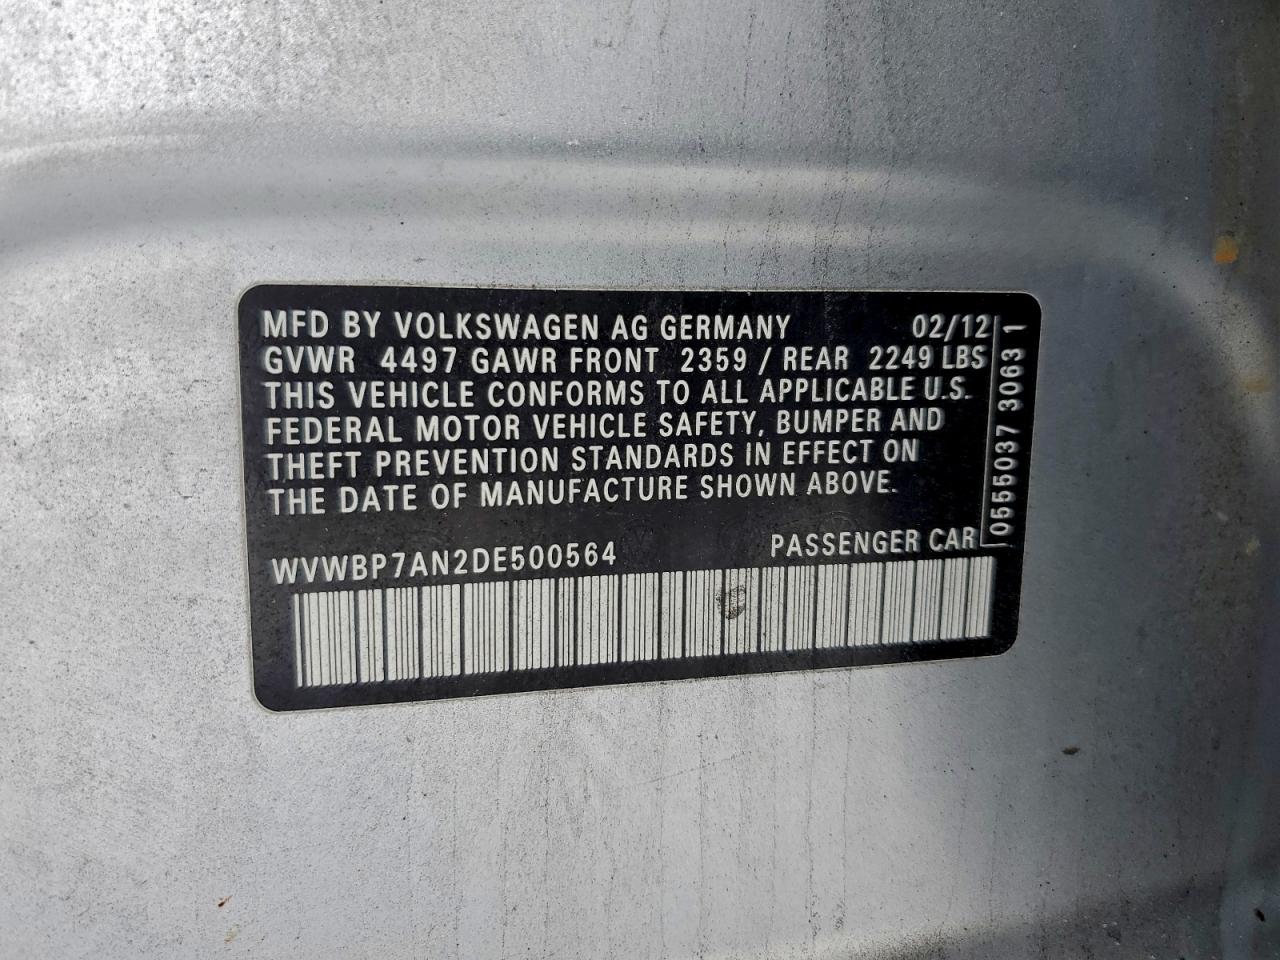 MFD BY VOLKSWAGEN AG GERMANY 02/12
GVWR 4497 GAWR FRONT 2359 / REAR 2249 LBS
THIS VEHICLE CONFORMS TO ALL APPLICABLE U.S.
FEDERAL MOTOR VEHICLE SAFETY, BUMPER AND
THEFT PREVENTION STANDARDS IN EFFECT ON
THE DATE OF MANUFACTURE SHOWN ABOVE.
WVWBP7AN2DE500564 PASSENGER CAR
0555037 3063 1